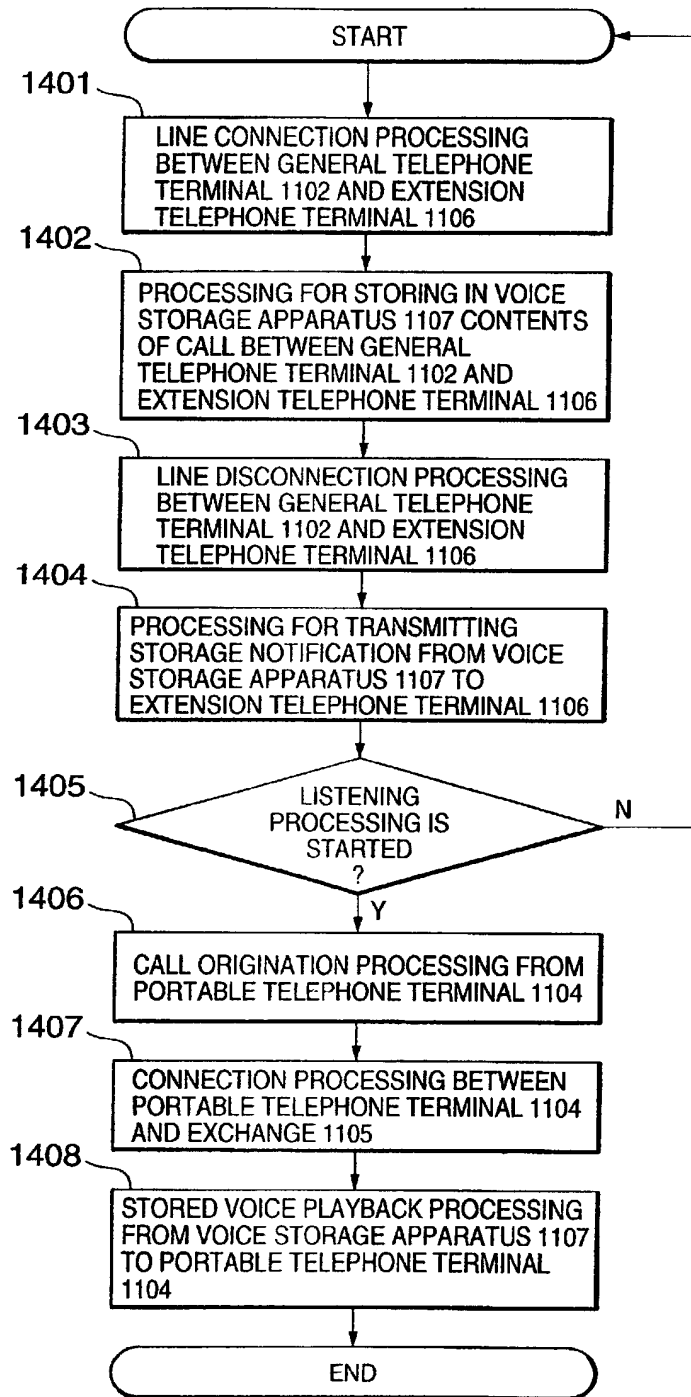 START
1401
LINE CONNECTION PROCESSING
BETWEEN GENERAL TELEPHONE
TERMINAL 1102 AND EXTENSION
TELEPHONE TERMINAL 1106
1402
PROCESSING FOR STORING IN VOICE
STORAGE APPARATUS 1107 CONTENTS
OF CALL BETWEEN GENERAL
TELEPHONE TERMINAL 1102 AND
EXTENSION TELEPHONE TERMINAL 1106
1403
LINE DISCONNECTION PROCESSING
BETWEEN GENERAL TELEPHONE
TERMINAL 1102 AND EXTENSION
TELEPHONE TERMINAL 1106
1404
PROCESSING FOR TRANSMITTING
STORAGE NOTIFICATION FROM VOICE
STORAGE APPARATUS 1107 TO
EXTENSION TELEPHONE TERMINAL 1106
1405
LISTENING
PROCESSING IS
STARTED
?
N
Y
1406
CALL ORIGINATION PROCESSING FROM
PORTABLE TELEPHONE TERMINAL 1104
1407
CONNECTION PROCESSING BETWEEN
PORTABLE TELEPHONE TERMINAL 1104
AND EXCHANGE 1105
1408
STORED VOICE PLAYBACK PROCESSING
FROM VOICE STORAGE APPARATUS 1107
TO PORTABLE TELEPHONE TERMINAL
1104
END